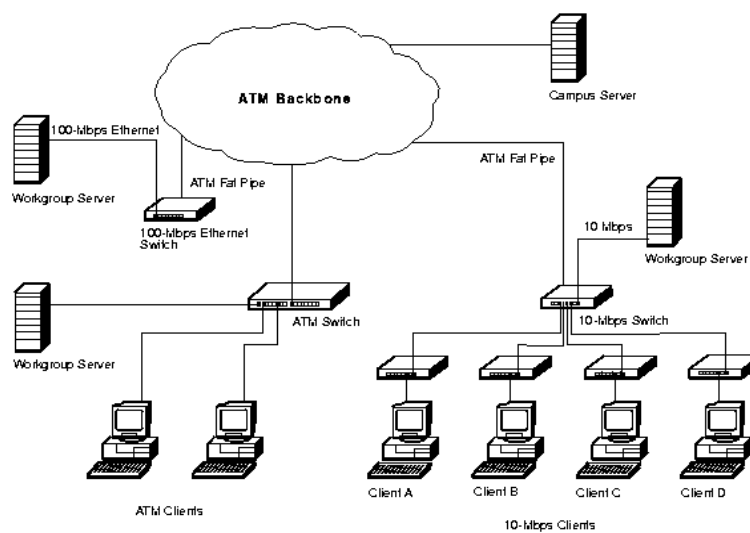 ATM Backbone
Campus Server
100-Mbps Ethernet
ATM Fat Pipe
ATM Fat Pipe
Workgroup Server
10 Mbps
100-Mbps Ethernet
Switch
Workgroup Server
ATM Switch
10-Mbps Switch
Workgroup Server
Client A
Client B
Client C
Client D
ATM Clients
10-Mbps Clients